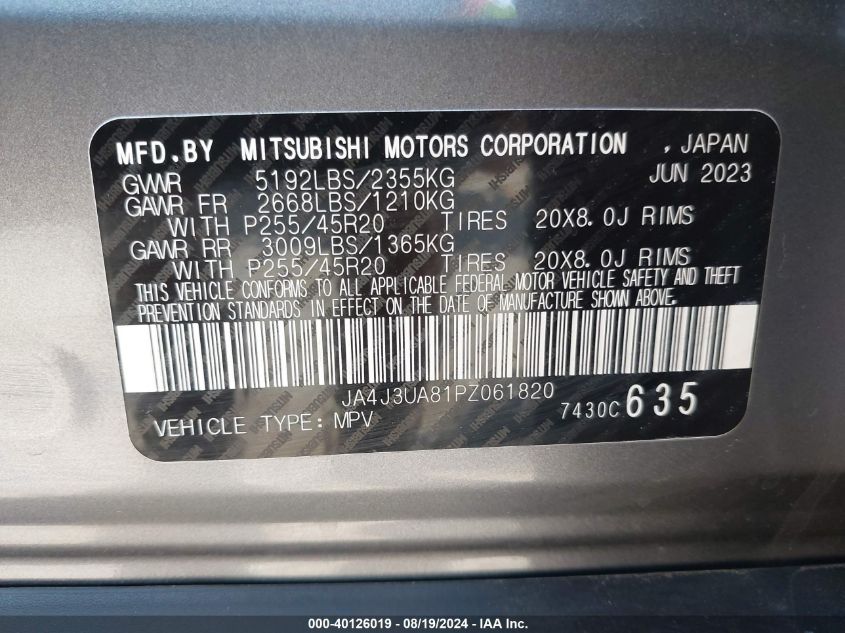 MFD.BY MITSUBISHI MOTORS CORPORATION , JAPAN
GVWR 5192LBS/2355KG JUN 2023
GAWR FR 2668LBS/1210KG
WITH P255/45R20 TIRES 20X8.0J RIMS
GAWR RR 3009LBS/1365KG
WITH P255/45R20 TIRES 20X8.0J RIMS
THIS VEHICLE CONFORMS TO ALL APPLICABLE FEDERAL MOTOR VEHICLE SAFETY AND THEFT
PREVENTION STANDARDS IN EFFECT ON THE DATE OF MANUFACTURE SHOWN ABOVE.
JA4J3UA81PZ061820
VEHICLE TYPE: MPV 7430C 635
000-40126019 - 08/19/2024 - IAA Inc.